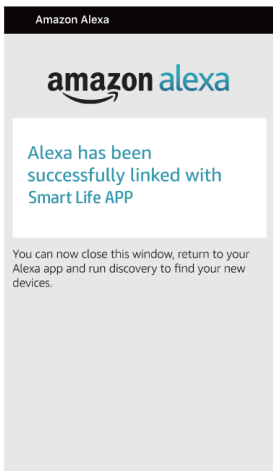 Amazon Alexa
amazon alexa
Alexa has been
successfully linked with
Smart Life APP
You can now close this window, return to your
Alexa app and run discovery to find your new
devices.